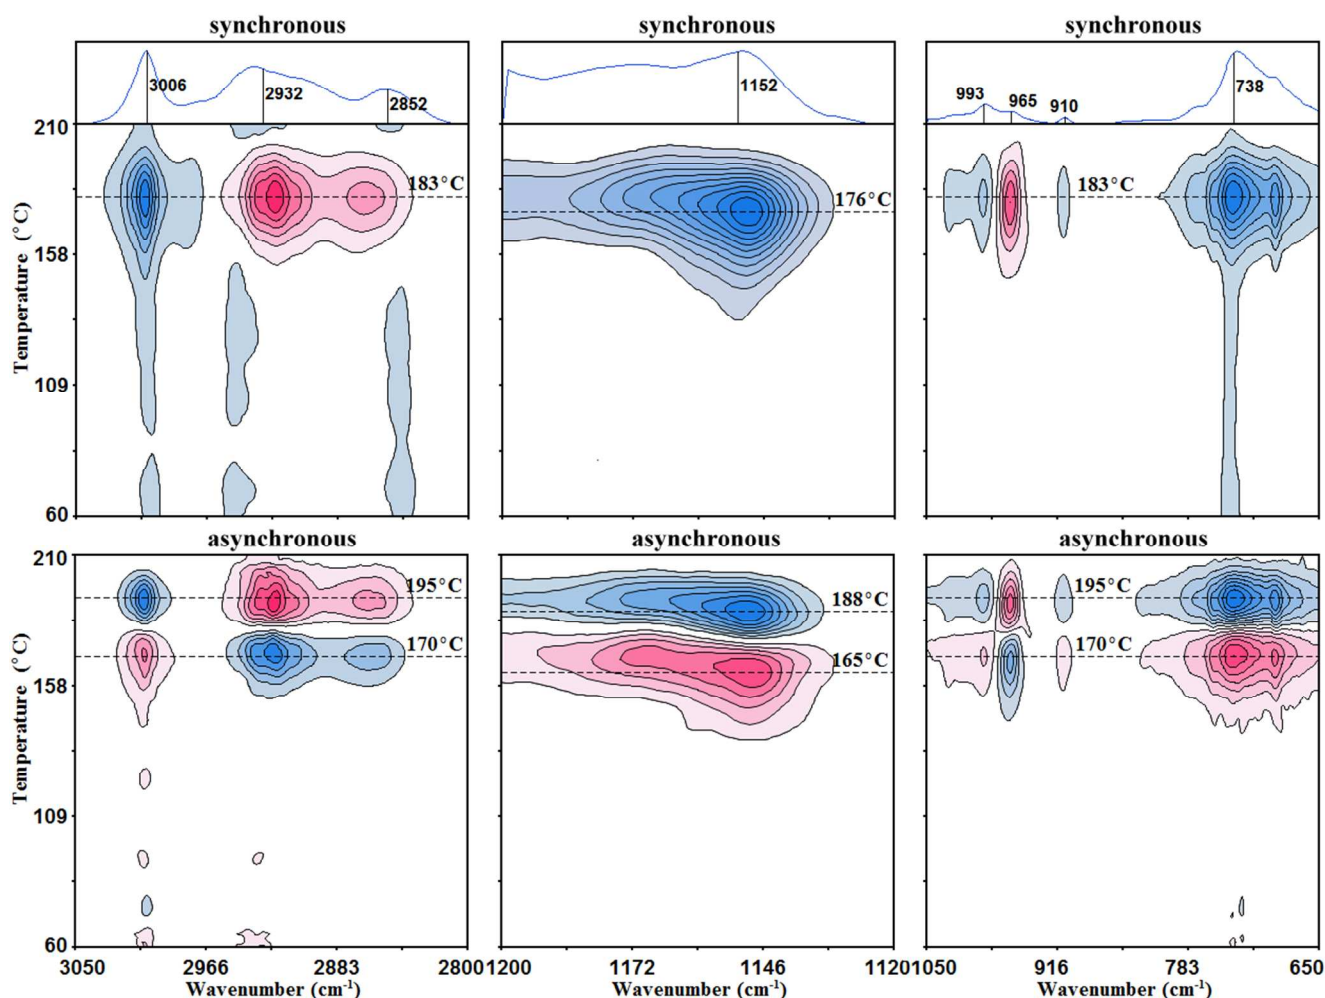 synchronous synchronous synchronous
3006 2932 2852 1152 993 965 910 738
210
183°C 176°C 183°C
158
Temperature (°C)
109
60
asynchronous asynchronous asynchronous
210
195°C 188°C 195°C
170°C 165°C 170°C
158
Temperature (°C)
109
60
3050 2966 2883 2800 1200 1172 1146 1120 1050 916 783 650
Wavenumber (cm⁻¹) Wavenumber (cm⁻¹) Wavenumber (cm⁻¹)